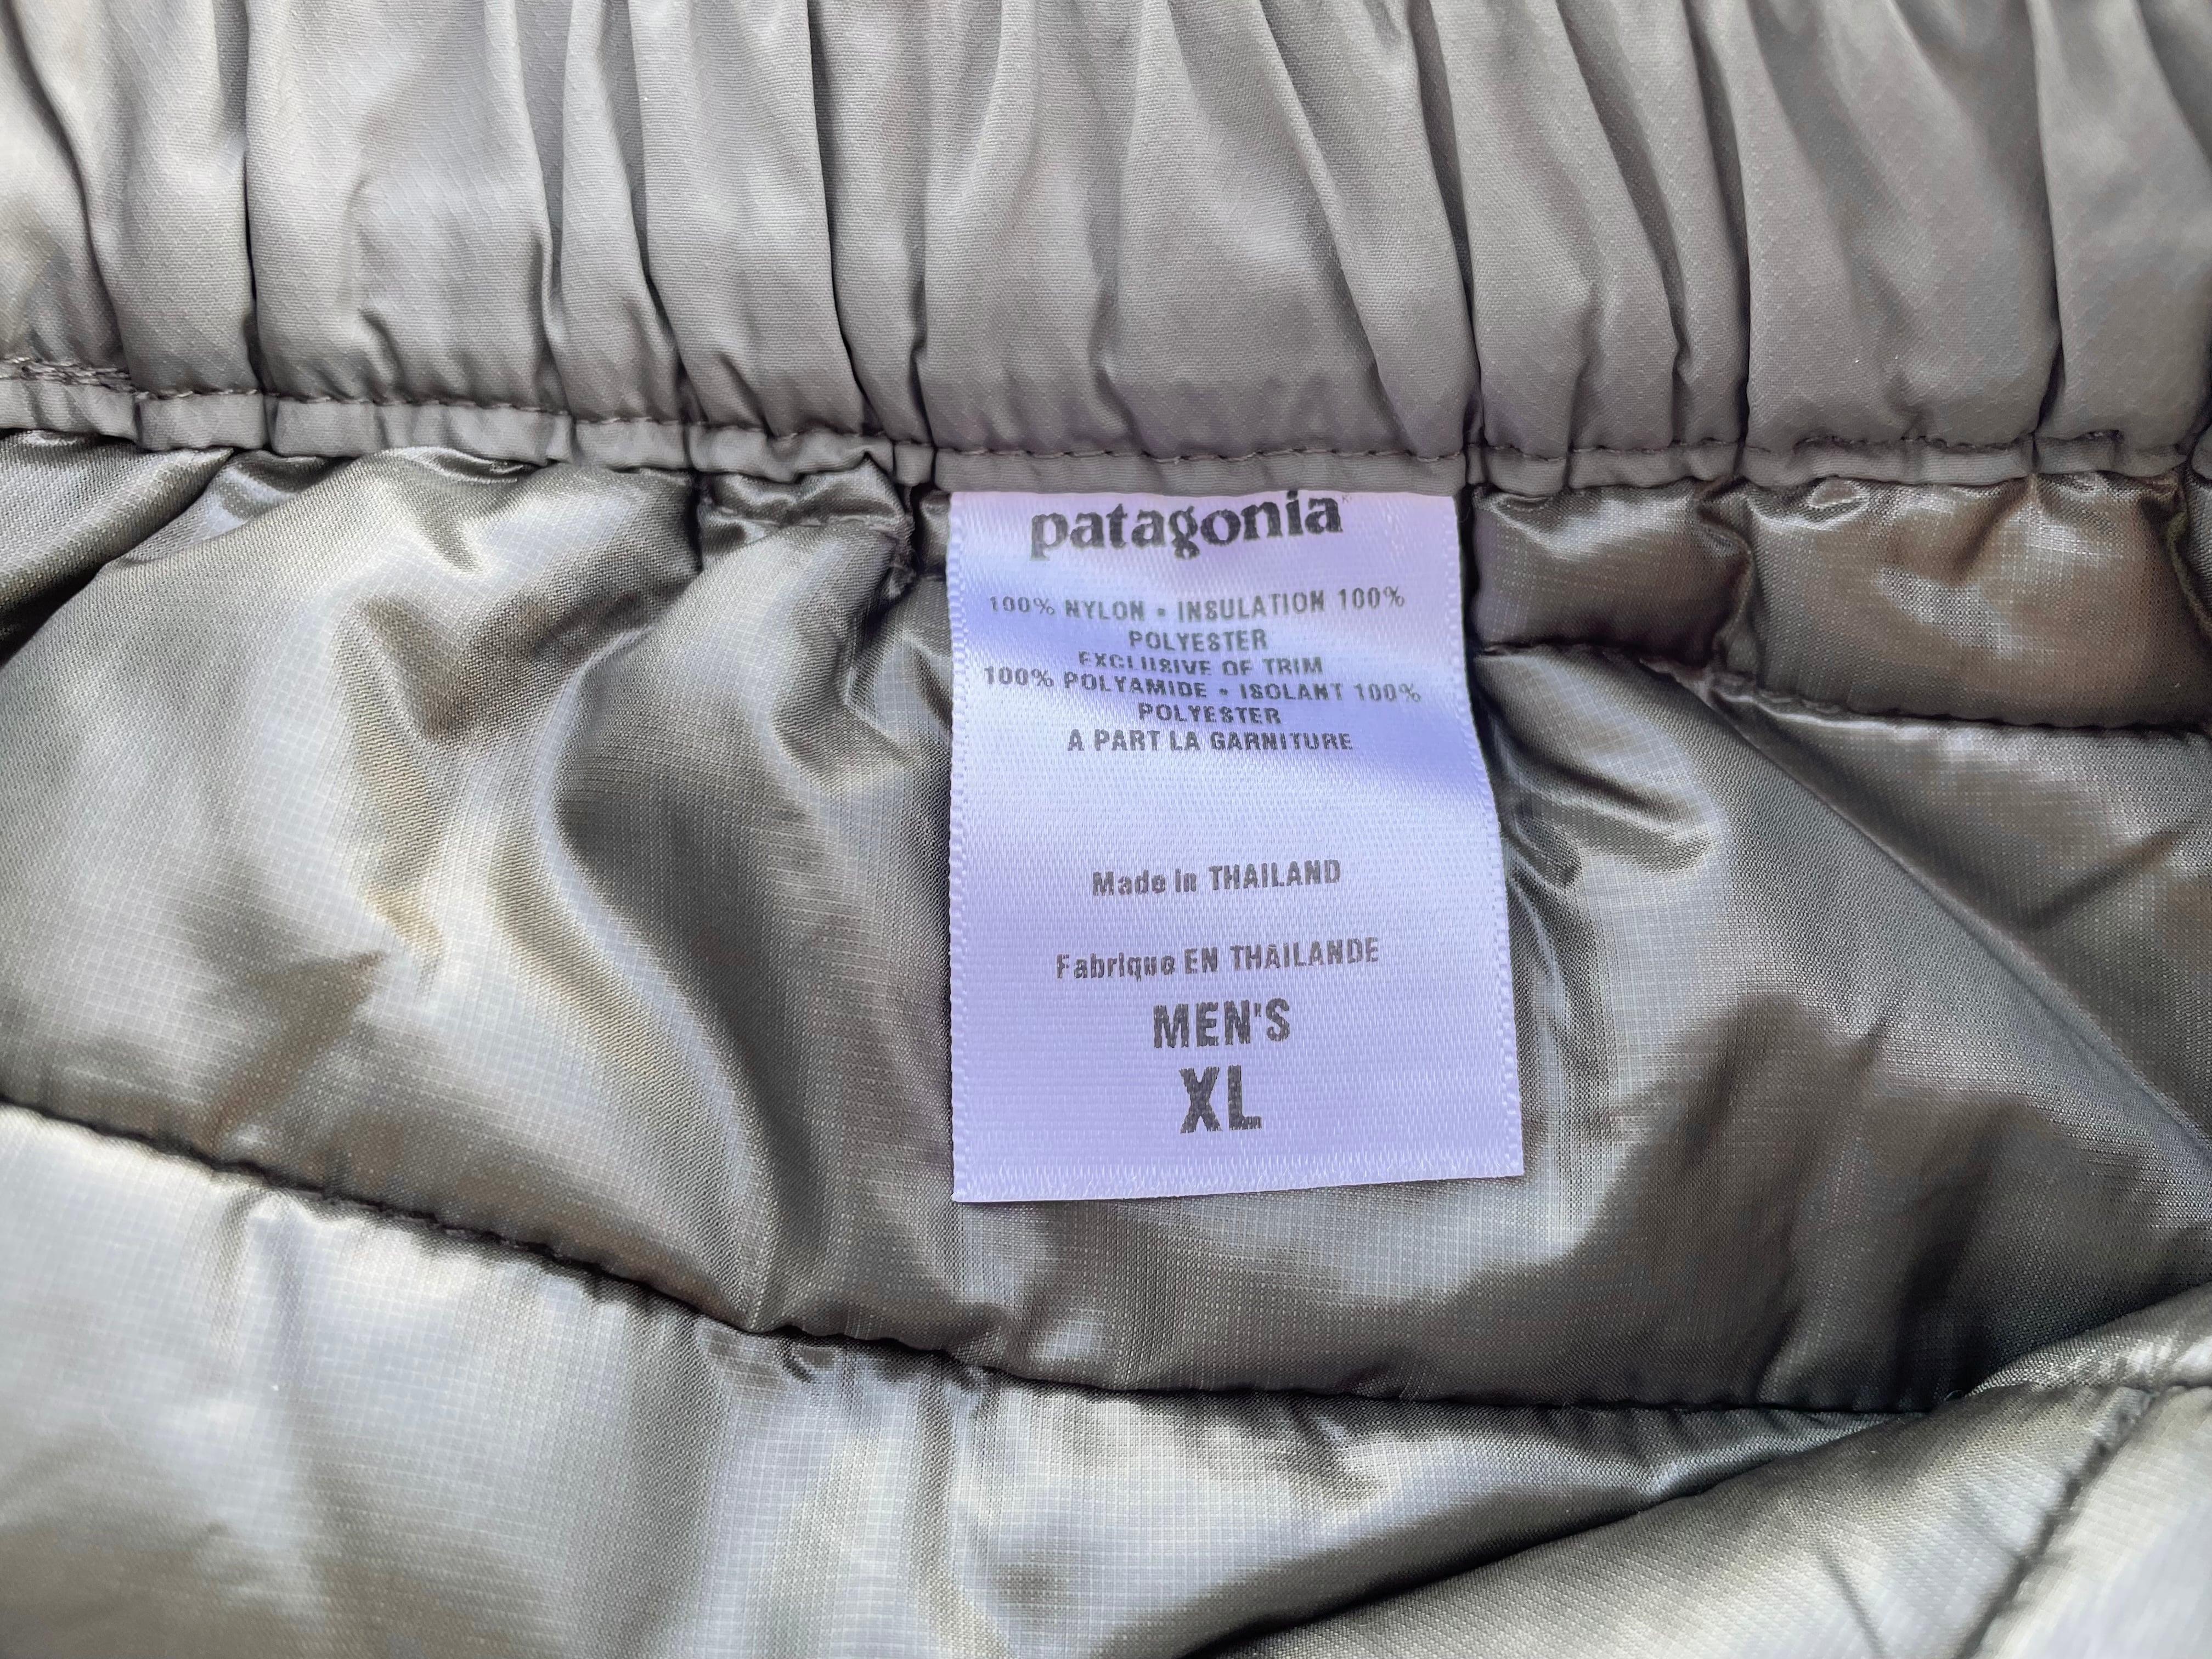 patagonia
100% NYLON • INSULATION 100%
POLYESTER
EXCLUSIVE OF TRIM
100% POLYAMIDE • ISOLANT 100%
POLYESTER
A PART LA GARNITURE
Made in THAILAND
Fabrique EN THAILANDE
MEN'S
XL